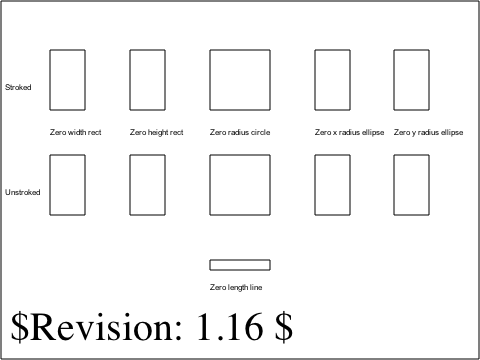 Stroked
Zero width rect Zero height rect Zero radius circle Zero x radius ellipse Zero y radius ellipse
Unstroked
Zero length line
$Revision: 1.16 $